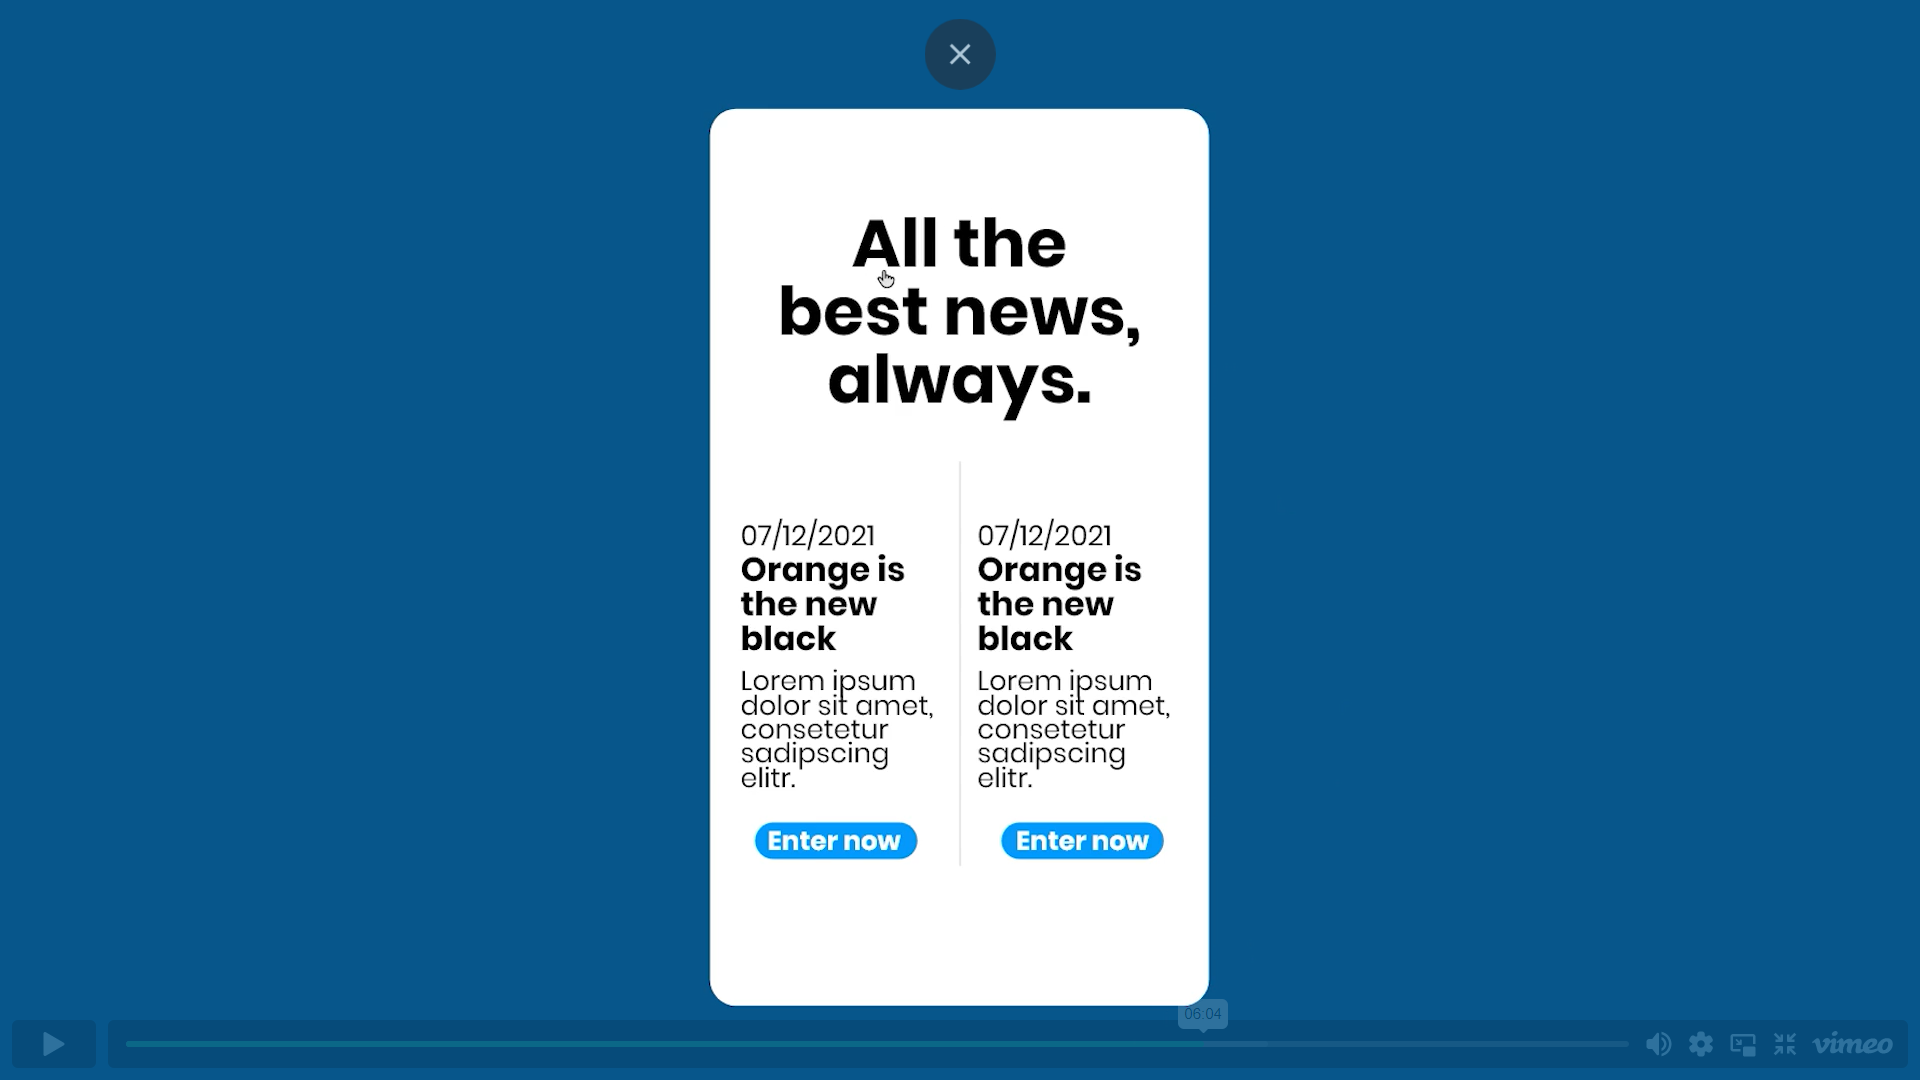 All the
best news,
always.
07/12/2021
Orange is
the new
black
Lorem ipsum
dolor sit amet,
consetetur
sadipscing
elitr.
Enter now
07/12/2021
Orange is
the new
black
Lorem ipsum
dolor sit amet,
consetetur
sadipscing
elitr.
Enter now
06:04
vimeo